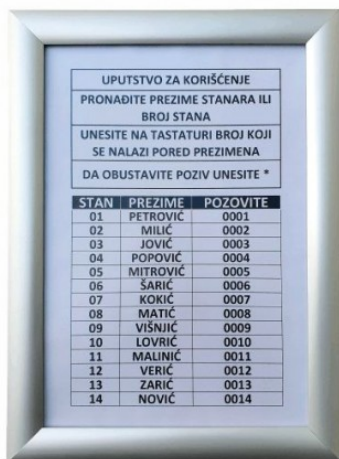 UPUTSTVO ZA KORIŠĆENJE
PRONAĐITE PREZIME STANARA ILI
BROJ STANA
UNESITE NA TASTATURI BROJ KOJI
SE NALAZI PORED PREZIMENA
DA OBUSTAVITE POZIV UNESITE *
STAN PREZIME POZOVITE
01 PETROVIĆ 0001
02 MILIĆ 0002
03 JOVIĆ 0003
04 POPOVIĆ 0004
05 MITROVIĆ 0005
06 ŠARIĆ 0006
07 KOKIĆ 0007
08 MATIĆ 0008
09 VIŠNJIĆ 0009
10 LOVRIĆ 0010
11 MALINIĆ 0011
12 VERIĆ 0012
13 ZARIĆ 0013
14 NOVIĆ 0014